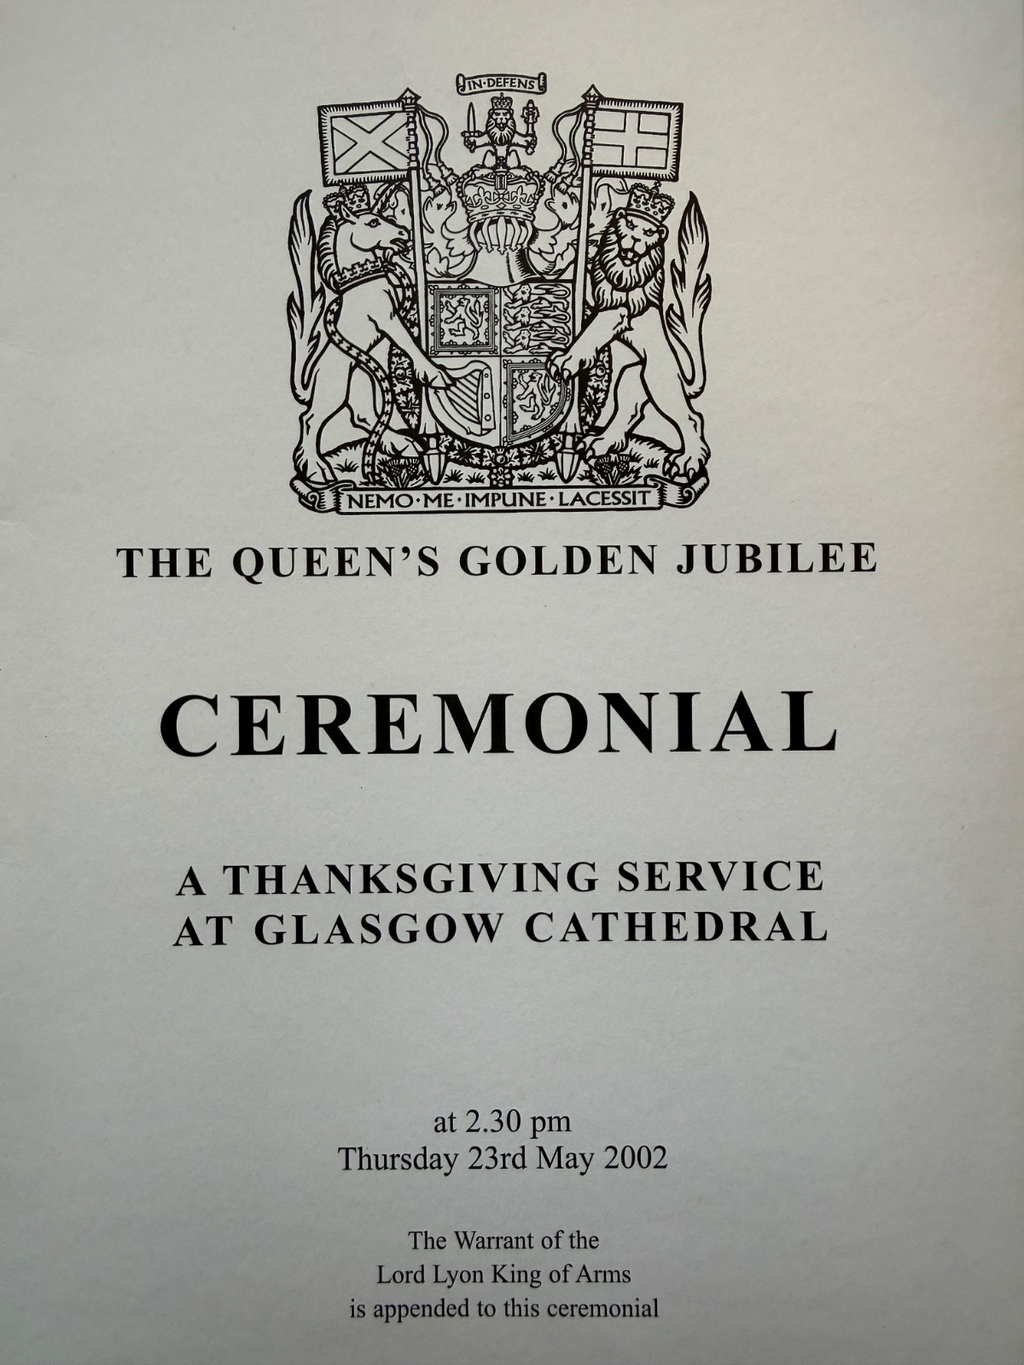 IN·DEFENS
NEMO·ME·IMPUNE·LACESSIT
THE QUEEN'S GOLDEN JUBILEE
CEREMONIAL
A THANKSGIVING SERVICE
AT GLASGOW CATHEDRAL
at 2.30 pm
Thursday 23rd May 2002
The Warrant of the
Lord Lyon King of Arms
is appended to this ceremonial